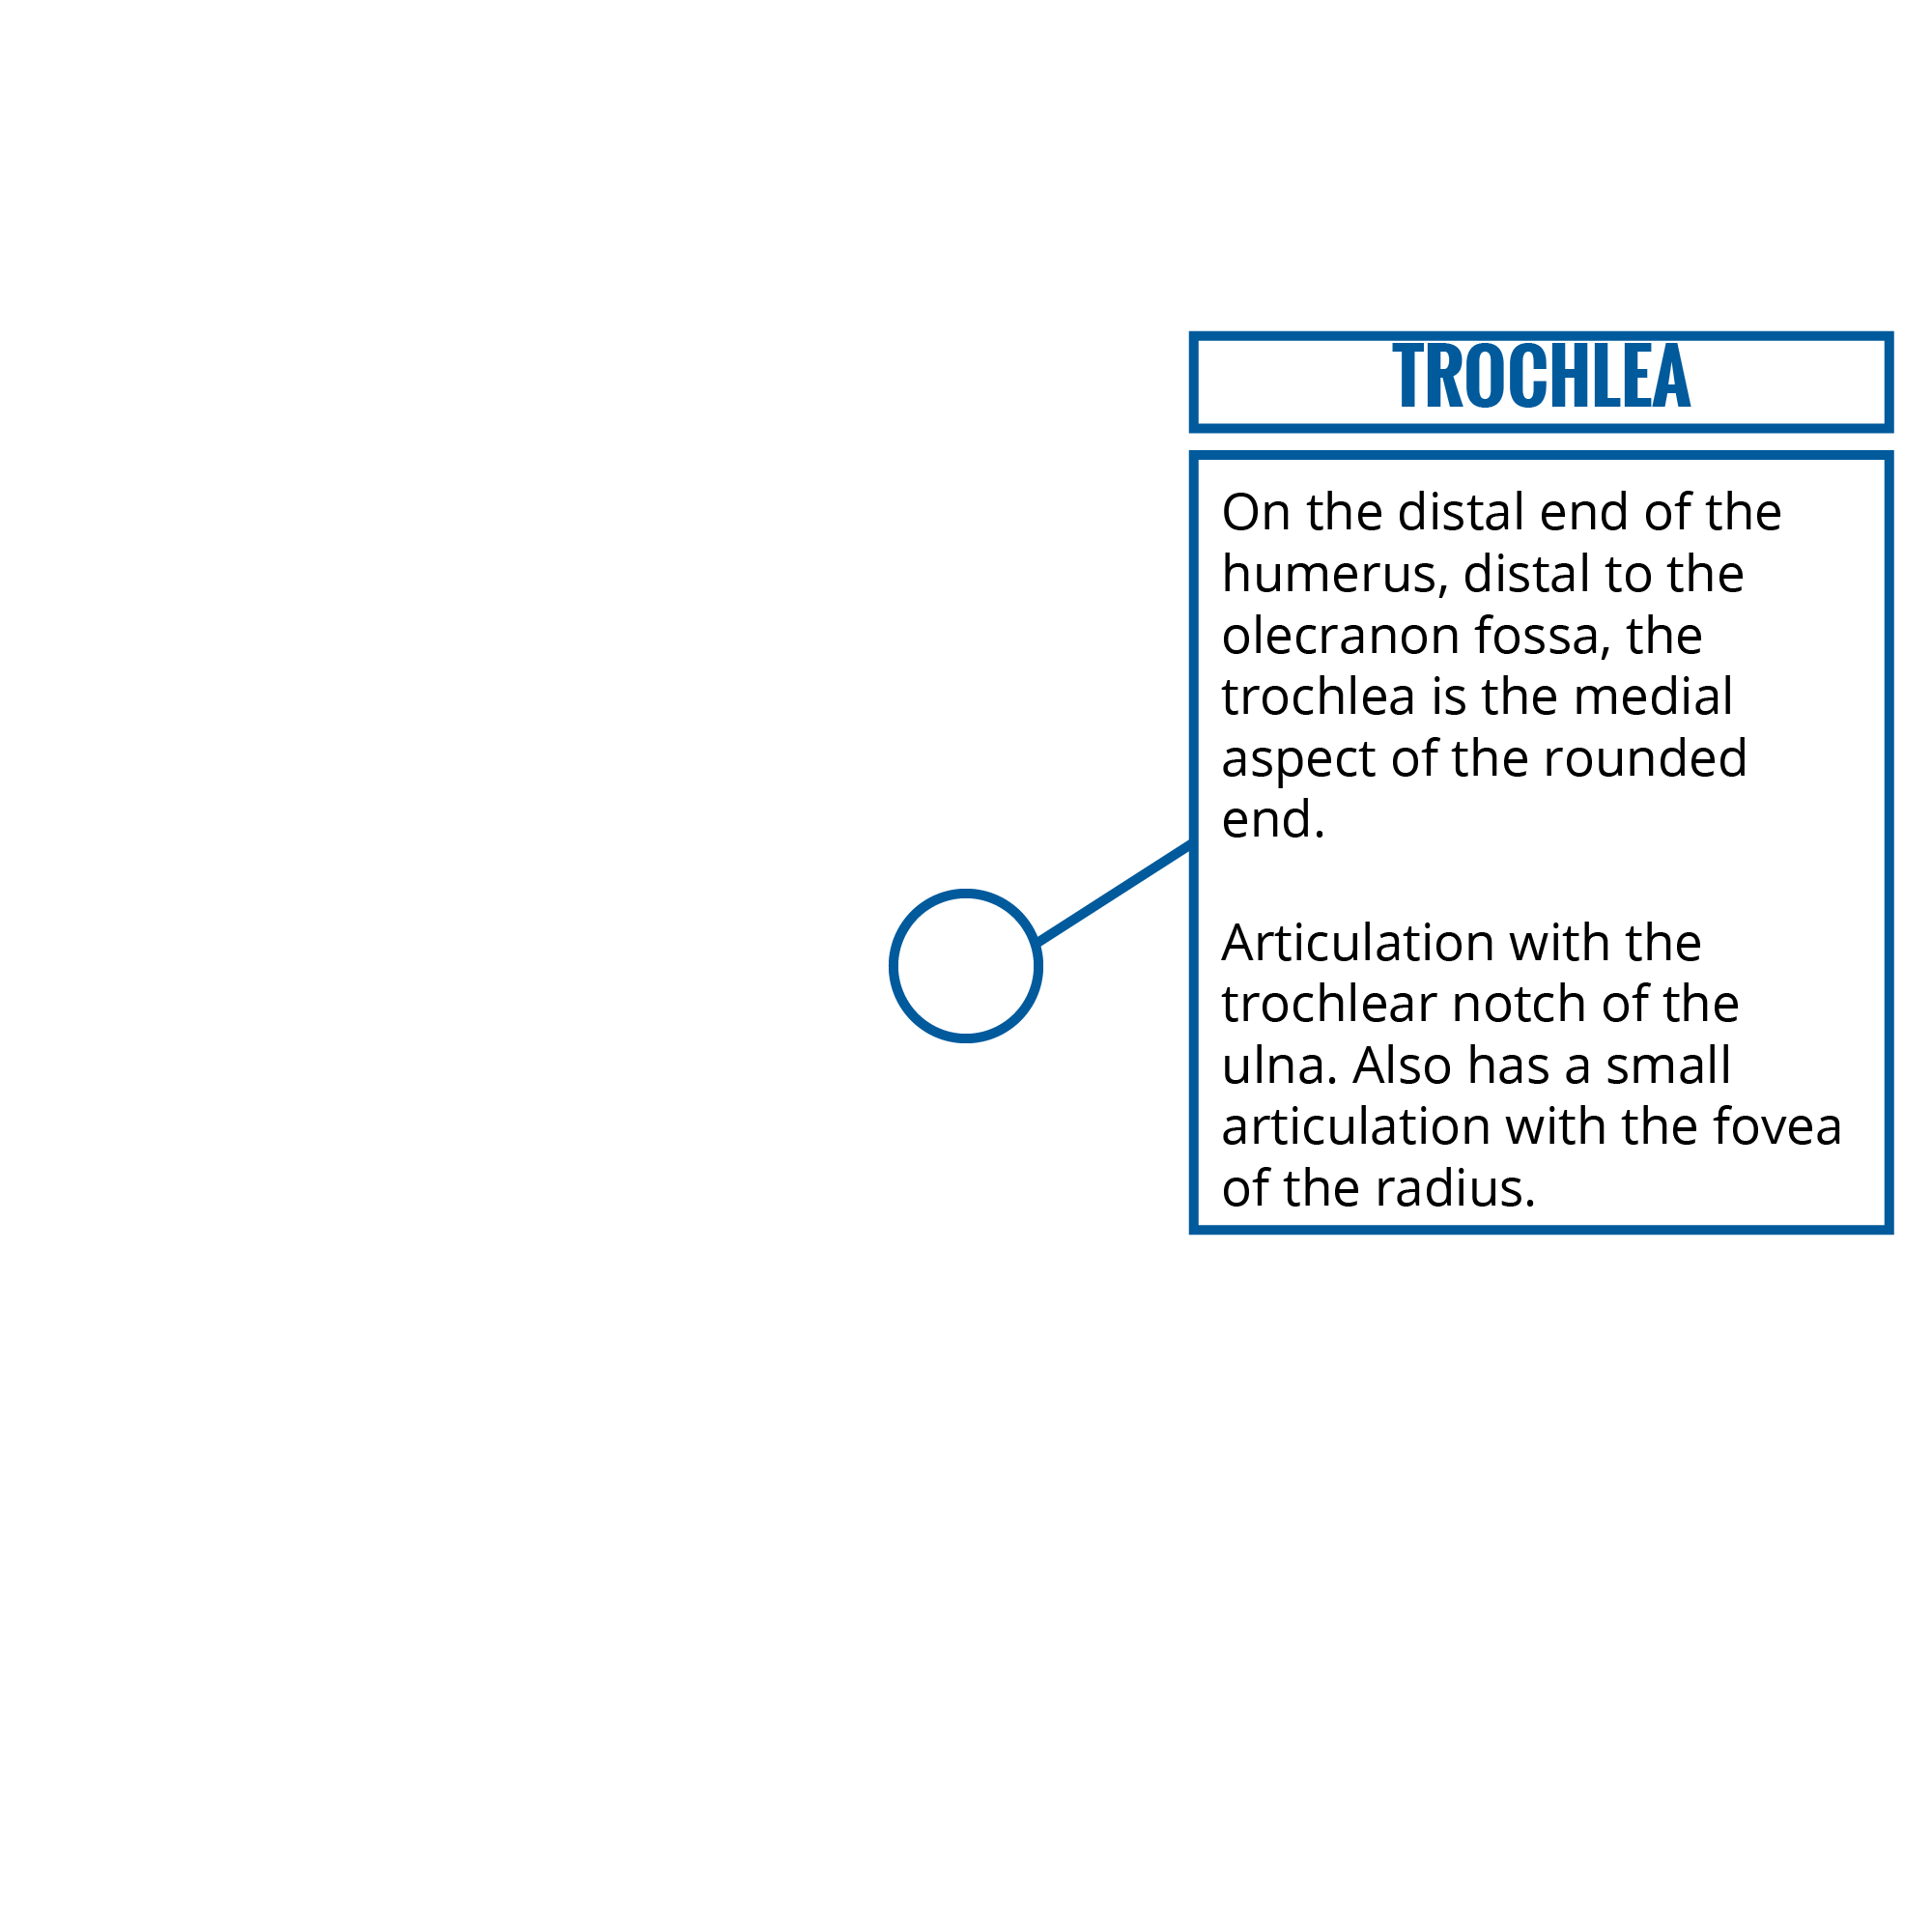 TROCHLEA
On the distal end of the
humerus, distal to the
olecranon fossa, the
trochlea is the medial
aspect of the rounded
end.
Articulation with the
trochlear notch of the
ulna. Also has a small
articulation with the fovea
of the radius.